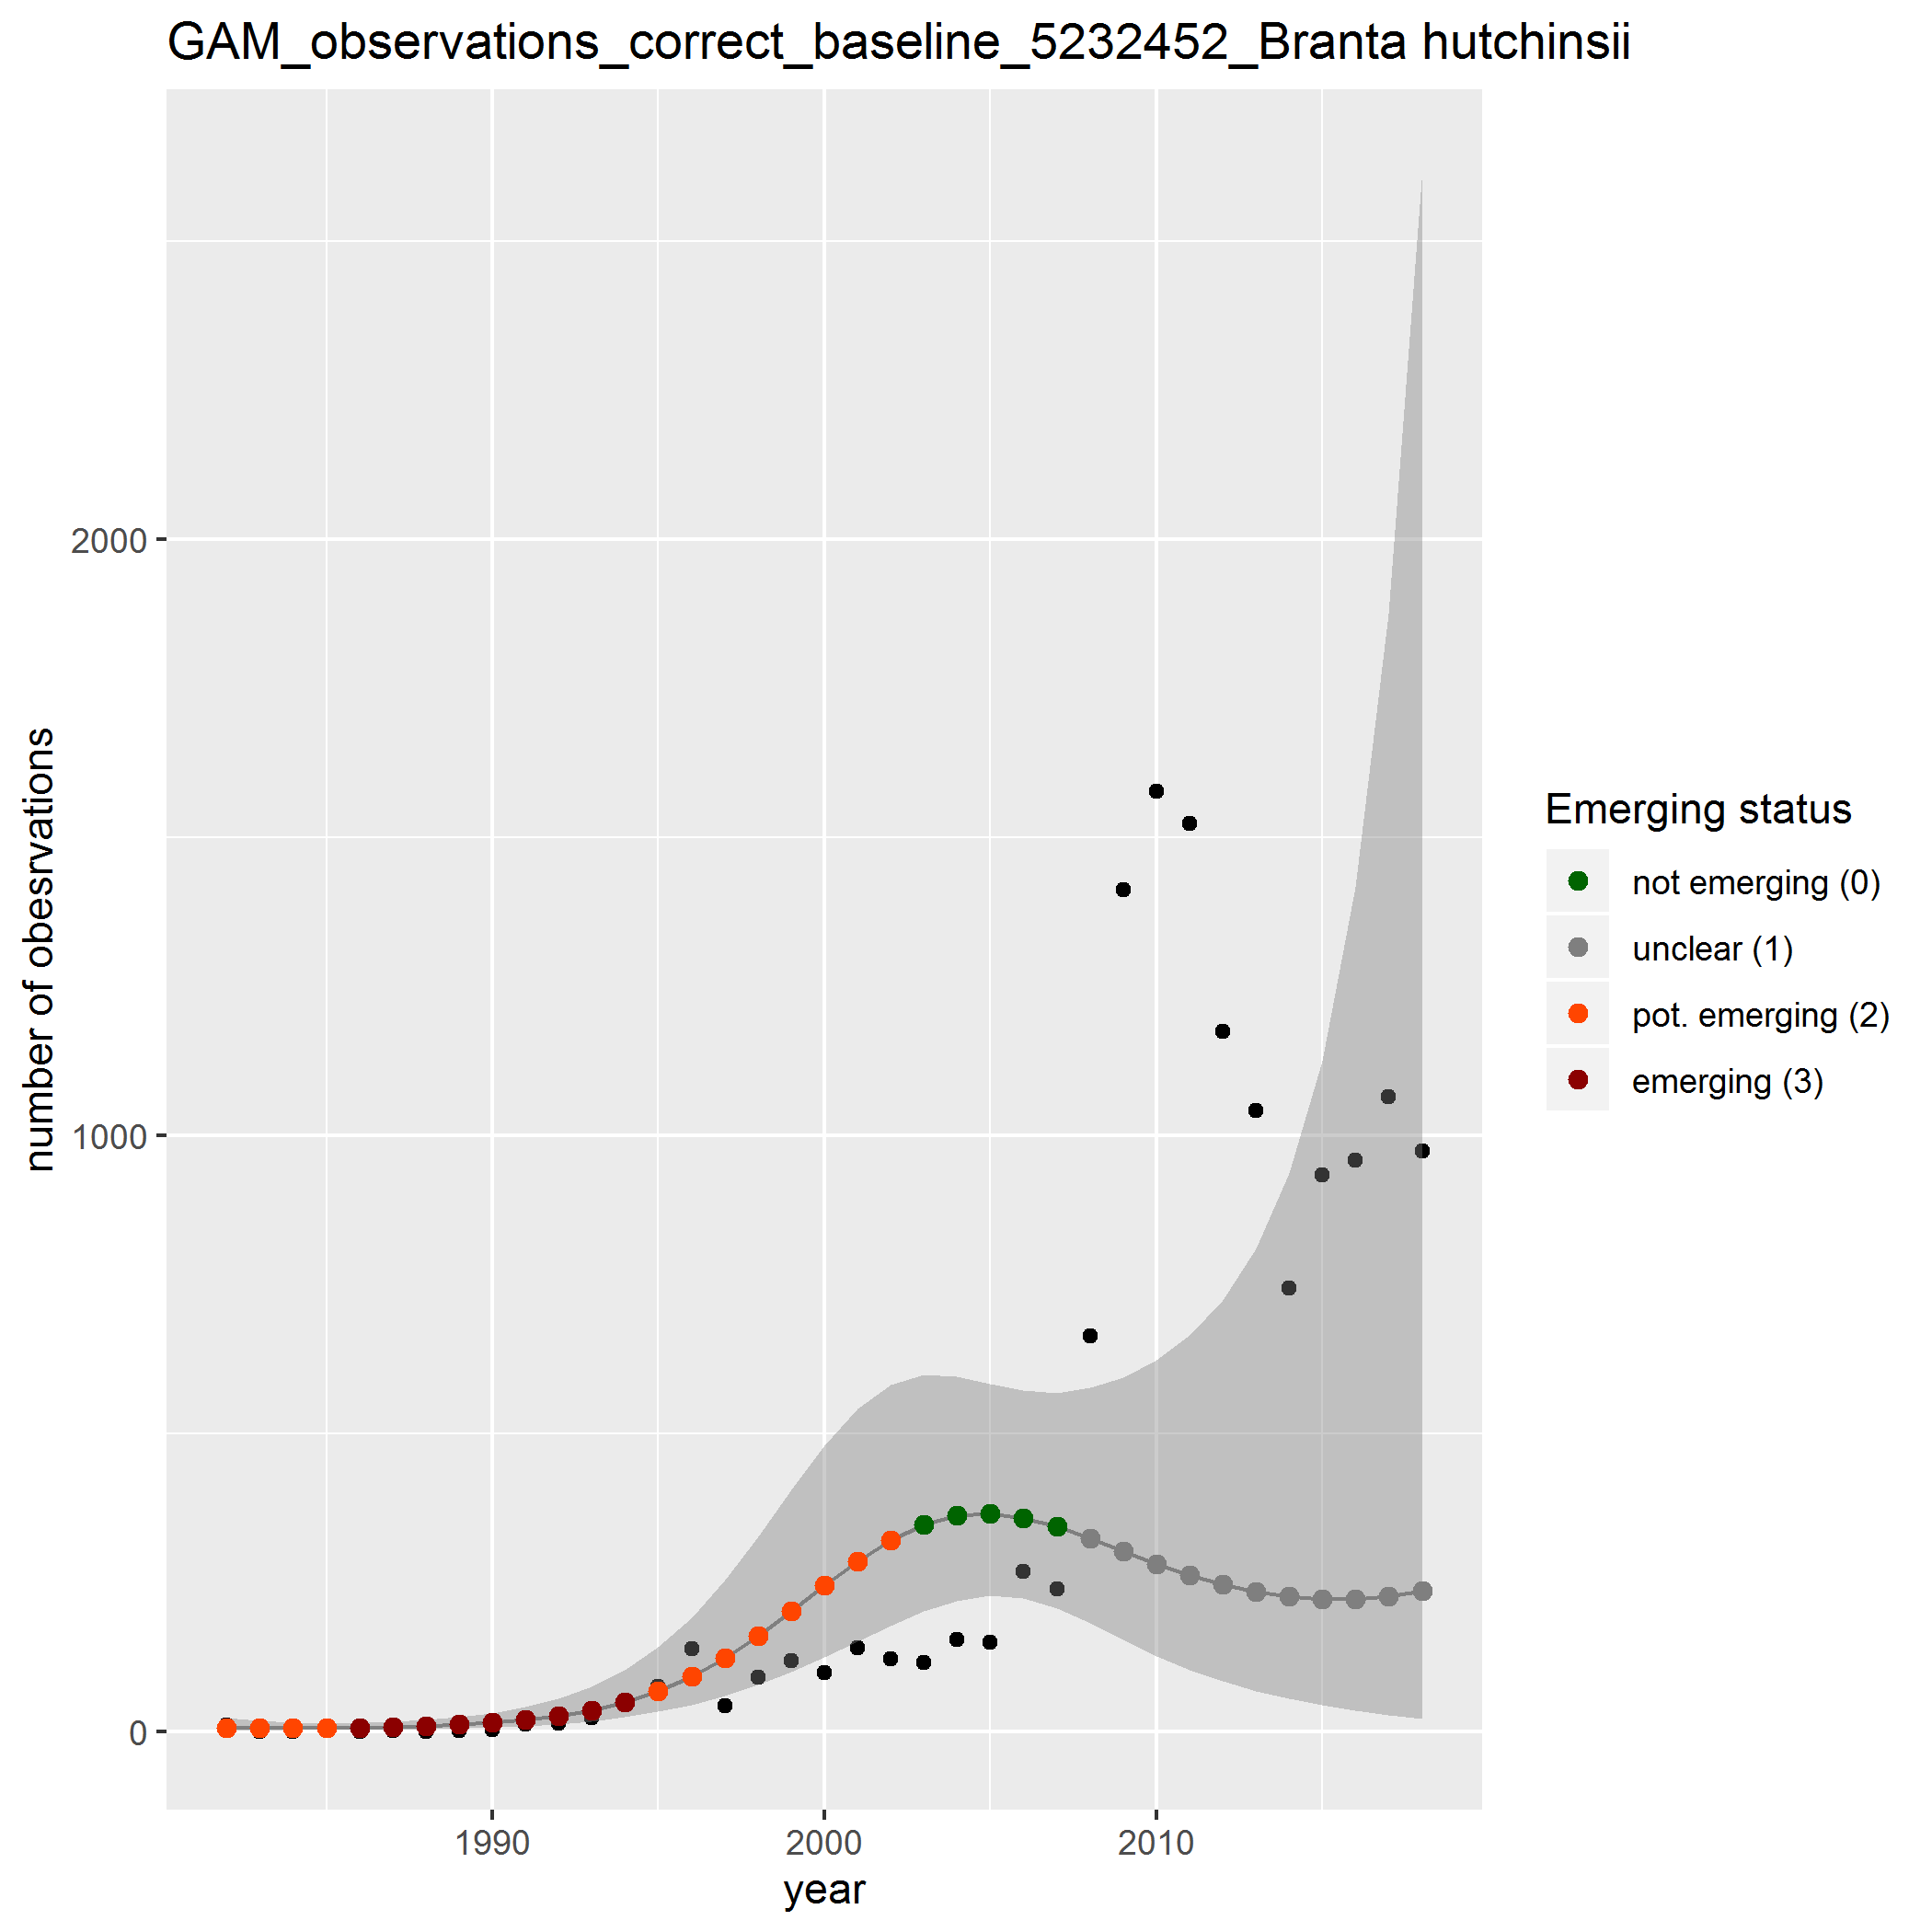 GAM_observations_correct_baseline_5232452_Branta hutchinsii
number of obesrvations
2000
1000
0
1990
2000
2010
year
Emerging status
not emerging (0)
unclear (1)
pot. emerging (2)
emerging (3)